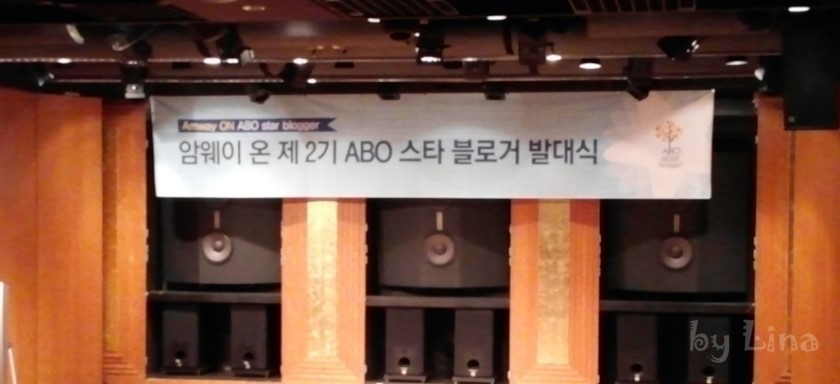 Amway ON ABO star blogger
암웨이 온 제 2기 ABO 스타 블로거 발대식
ABO
star
blogger
by Lina